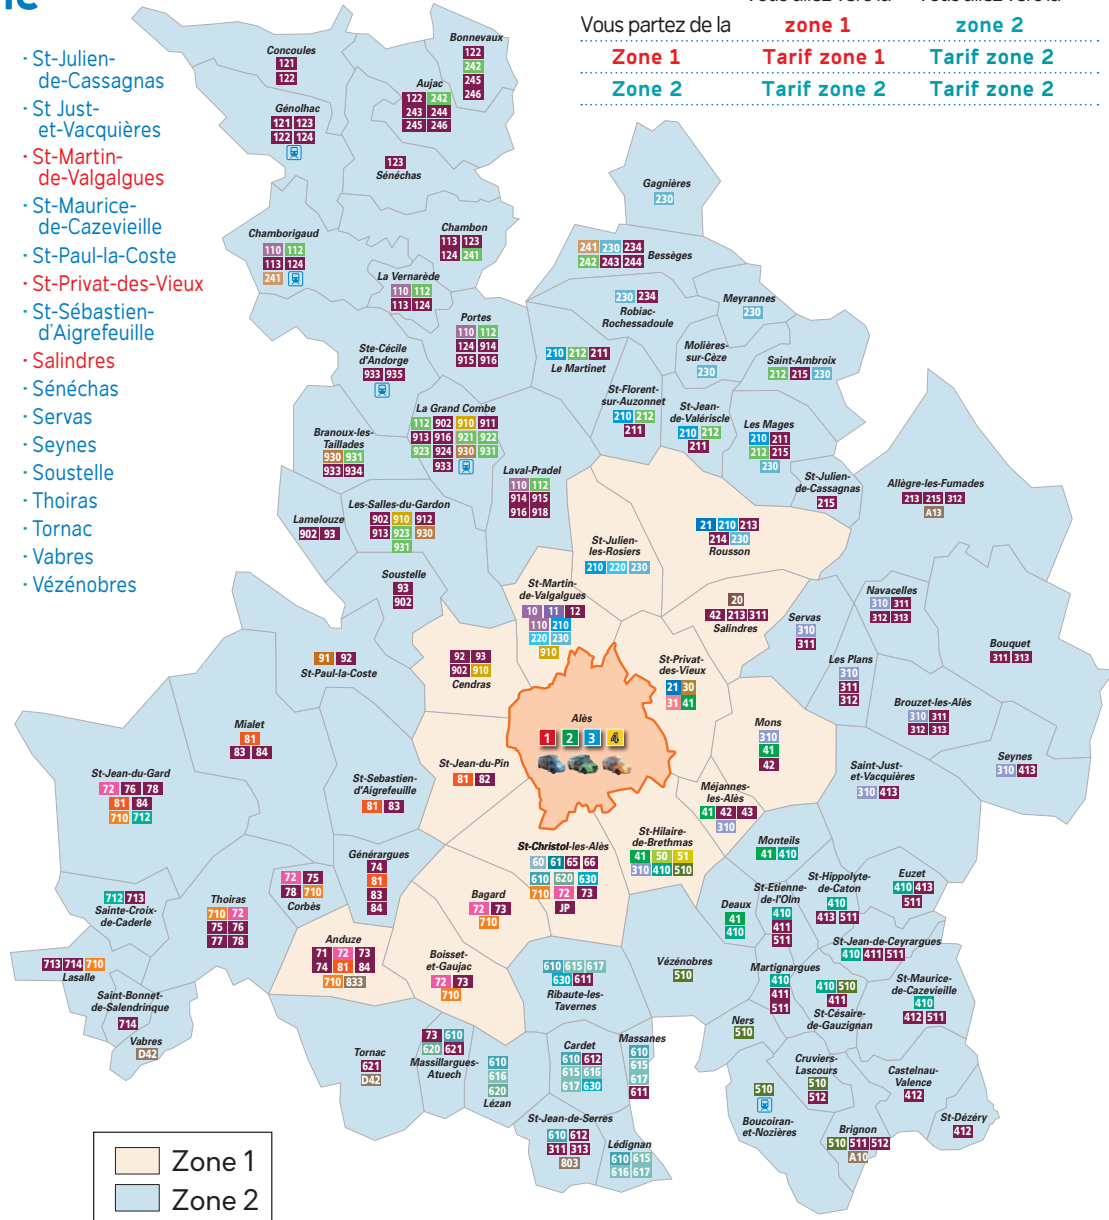 Vous partez de la
zone 1
zone 2
Zone 1
Tarif zone 1
Tarif zone 2
Zone 2
Tarif zone 2
Tarif zone 2
· St-Julien-
de-Cassagnas
· St Just-
et-Vacquières
· St-Martin-
de-Valgalgues
· St-Maurice-
de-Cazevieille
· St-Paul-la-Coste
· St-Privat-des-Vieux
· St-Sébastien-
d'Aigrefeuille
· Salindres
· Sénéchas
· Servas
· Seynes
· Soustelle
· Thoiras
· Tornac
· Vabres
· Vézénobres
Concoules
121
122
Bonnevaux
122
242
245
246
Aujac
122 242
243 244
245 246
Génolhac
121 123
122 124
123
Sénéchas
Gagnières
230
Chamborigaud
110 112
113 124
241
Chambon
113 123
124 241
La Vernarède
110 112
113 124
241 230 234
242 243 244
Bessèges
230 234
Robiac-
Rochessadoule
Meyrannes
230
Portes
110 112
124 914
915 916
Ste-Cécile
d'Andorge
933 935
210 212 211
Le Martinet
Molières-
sur-Cèze
230
Saint-Ambroix
212 215 230
St-Florent-
sur-Auzonnet
210 212
211
St-Jean-
de-Valériscle
210 212
211
Les Mages
210 211
212 215
230
La Grand Combe
112 902 910 911
913 916 921 922
923 924 930 931
933
Branoux-les-
Taillades
930 931
933 934
Laval-Pradel
110 112
914 915
916 918
St-Julien-
de-Cassagnas
215
Allègre-les-Fumades
213 215 312
A13
Les-Salles-du-Gardon
902 910 912
913 923 930
931
Lamelouze
902 93
21 210 213
214 230
Rousson
St-Julien-
les-Rosiers
210 220 230
Soustelle
93
902
St-Martin-
de-Valgalgues
10 11 12
110 210
220 230
910
20
42 213 311
Salindres
Servas
310
311
Navacelles
310 311
312 313
Bouquet
311 313
91 92
St-Paul-la-Coste
92 93
902 910
Cendras
St-Privat-
des-Vieux
21 30
31 41
Les Plans
310
311
312
Brouzet-les-Alès
310 311
312 313
Mialet
81
83 84
Alès
1 2 3 4
Mons
310
41
42
Seynes
310 413
St-Jean-du-Gard
72 76 78
81 84
710 712
St-Sebastien-
d'Aigrefeuille
81 83
St-Jean-du-Pin
81 82
Saint-Just-
et-Vacquières
310 413
Méjannes-
les-Alès
41 42 43
310
St-Christol-les-Alès
60 61 65 66
610 620 630
710 72 73
JP
St-Hilaire-
de-Brethmas
41 50 51
310 410 510
Monteils
41 410
Générargues
74
81
83
84
72 75
78 710
Corbès
Bagard
72 73
710
712 713
Sainte-Croix-
de-Caderle
Thoiras
710 72
75 76
77 78
Deaux
41
410
St-Etienne-
de-l'Olm
410
411
511
St-Hippolyte-
de-Caton
410
413 511
Euzet
410 413
511
Anduze
71 72 73
74 81 84
710 833
Boisset-
et-Gaujac
72 73
710
St-Jean-de-Ceyrargues
410 411 511
713 714 710
Lasalle
Saint-Bonnet-
de-Salendrinque
714
Vabres
D42
610 615 617
630 611
Ribaute-les-
Tavernes
Vézénobres
510
Martignargues
410
411
511
410 510
411
St-Césaire-
de-Gauzignan
St-Maurice-
de-Cazevieille
410
412 511
Ners
510
Tornac
621
D42
73 610
620 621
Massillargues-
Atuech
610
616
620
Lézan
Cardet
610 612
615 616
617 630
Massanes
610
615
617
611
510
Boucoiran-
et-Nozières
Cruviers-
Lascours
510
512
Castelnau-
Valence
412
St-Dézéry
412
St-Jean-de-Serres
610 612
311 313
803
Lédignan
610 615
616 617
Brignon
510 511 512
A10
Zone 1
Zone 2